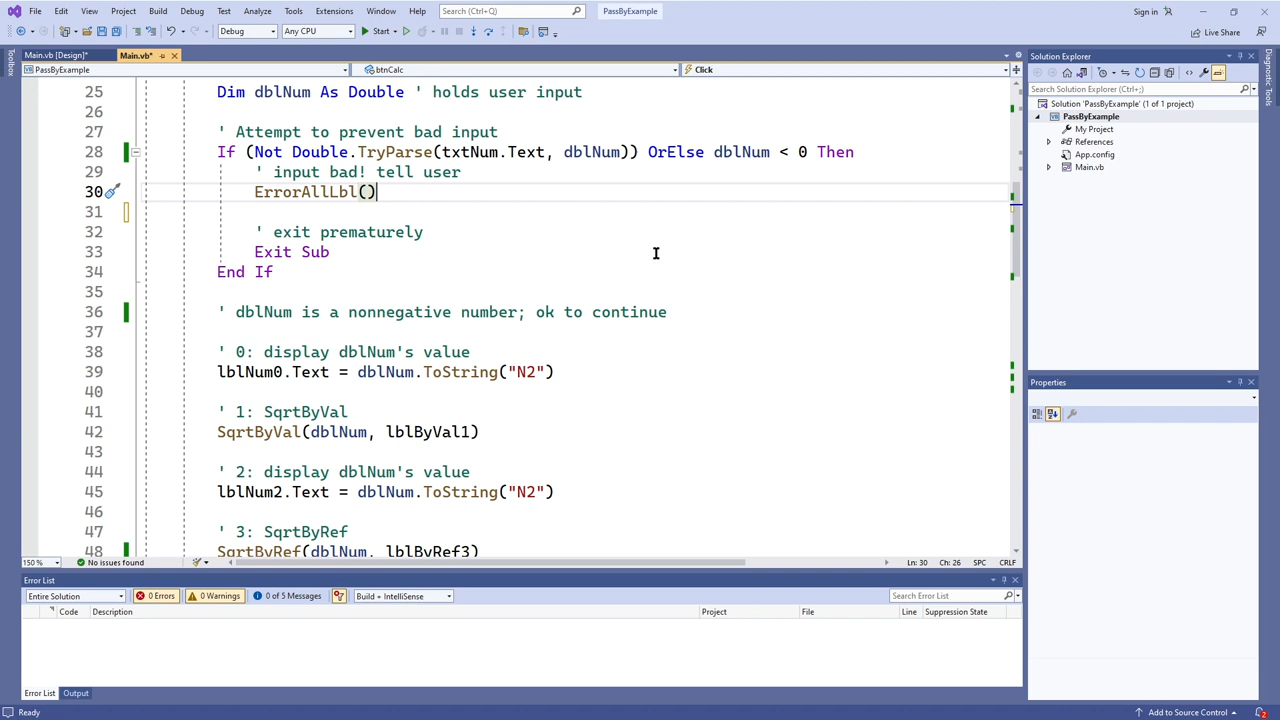 File Edit View Project Build Debug Test Analyze Tools Extensions Window Help Search (Ctrl+;) PassByExample Sign in
Debug Any CPU Start Live Share
Toolbox
Main.vb [Design]* Main.vb*
PassByExample btnCalc Click
25 Dim dblNum As Double ' holds user input
26
27 ' Attempt to prevent bad input
28 If (Not Double.TryParse(txtNum.Text, dblNum)) OrElse dblNum < 0 Then
29 ' input bad! tell user
30 ErrorAllLbl()
31
32 ' exit prematurely
33 Exit Sub
34 End If
35
36 ' dblNum is a nonnegative number; ok to continue
37
38 ' 0: display dblNum's value
39 lblNum0.Text = dblNum.ToString("N2")
40
41 ' 1: SqrtByVal
42 SqrtByVal(dblNum, lblByVal1)
43
44 ' 2: display dblNum's value
45 lblNum2.Text = dblNum.ToString("N2")
46
47 ' 3: SqrtByRef
48 SqrtByRef(dblNum, lblByRef3)
150 % No issues found Ln: 30 Ch: 26 SPC CRLF
Error List
Entire Solution 0 Errors 0 Warnings 0 of 5 Messages Build + IntelliSense Search Error List
Code Description Project File Line Suppression State
Error List Output
Solution Explorer
Search Solution Explorer (Ctrl+;)
Solution 'PassByExample' (1 of 1 project)
PassByExample
My Project
References
App.config
Main.vb
Properties
Diagnostic Tools
Ready Add to Source Control 2